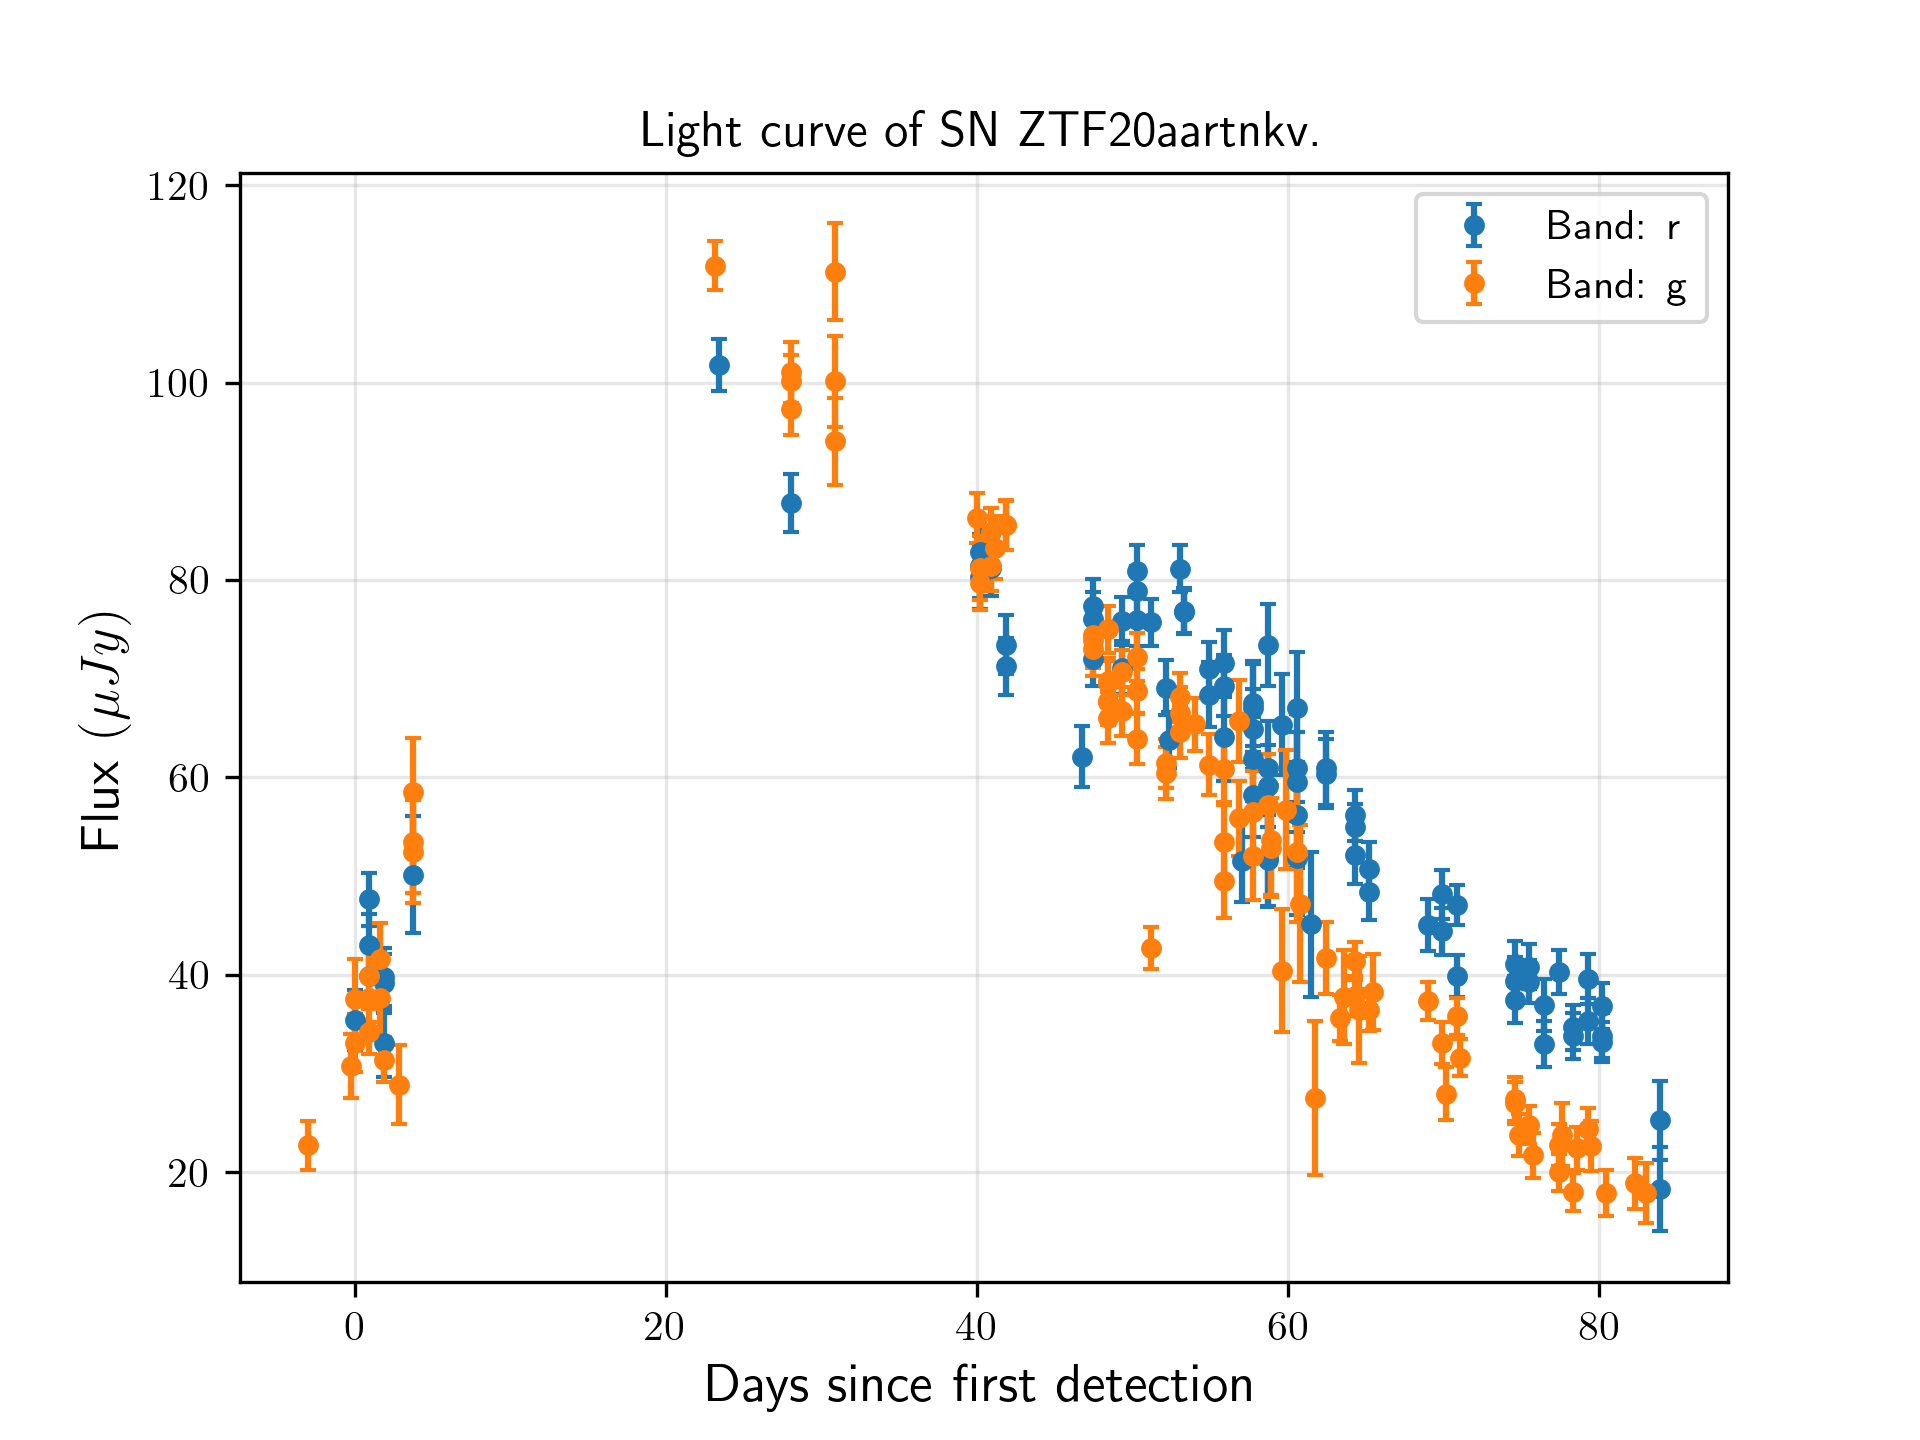 Light curve of SN ZTF20aartnkv.
Band: r
Band: g
Flux (μJy)
120
100
80
60
40
20
0 20 40 60 80
Days since first detection